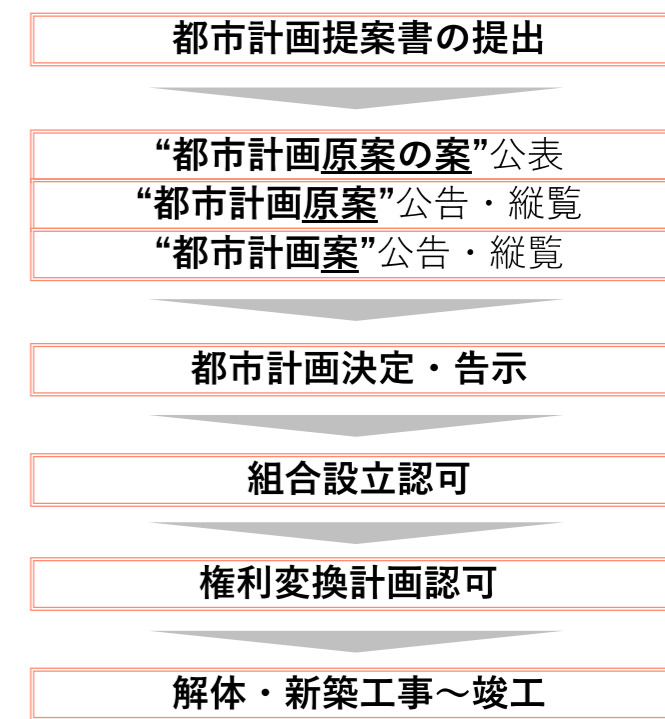 都市計画提案書の提出
“都市計画原案の案”公表
“都市計画原案”公告・縦覧
“都市計画案”公告・縦覧
都市計画決定・告示
組合設立認可
権利変換計画認可
解体・新築工事～竣工